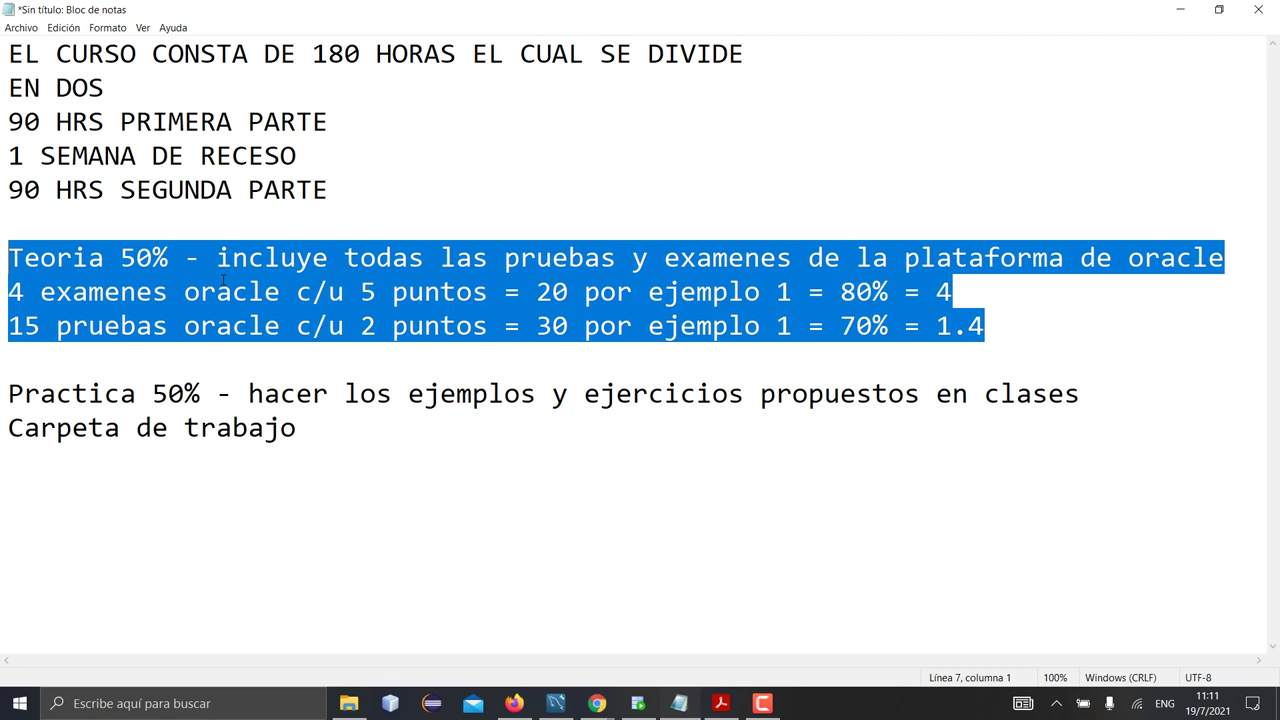 *Sin título: Bloc de notas
Archivo Edición Formato Ver Ayuda
EL CURSO CONSTA DE 180 HORAS EL CUAL SE DIVIDE
EN DOS
90 HRS PRIMERA PARTE
1 SEMANA DE RECESO
90 HRS SEGUNDA PARTE
Teoria 50% - incluye todas las pruebas y examenes de la plataforma de oracle
4 examenes oracle c/u 5 puntos = 20 por ejemplo 1 = 80% = 4
15 pruebas oracle c/u 2 puntos = 30 por ejemplo 1 = 70% = 1.4
Practica 50% - hacer los ejemplos y ejercicios propuestos en clases
Carpeta de trabajo
Línea 7, columna 1 100% Windows (CRLF) UTF-8
Escribe aquí para buscar
ENG
11:11
19/7/2021